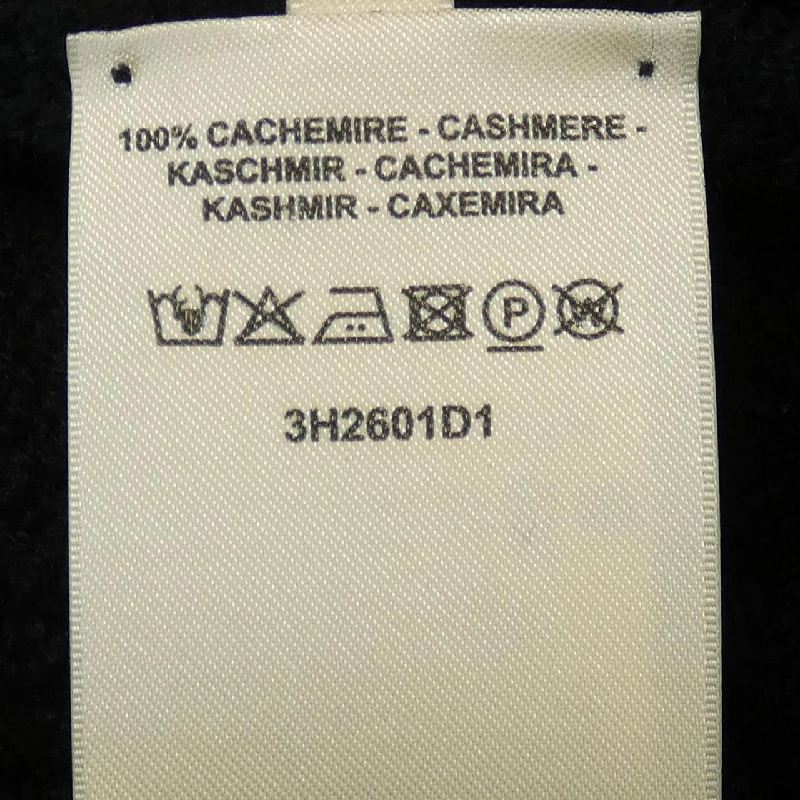 100% CACHEMIRE - CASHMERE -
KASCHMIR - CACHEMIRA -
KASHMIR - CAXEMIRA
P
W
3H2601D1